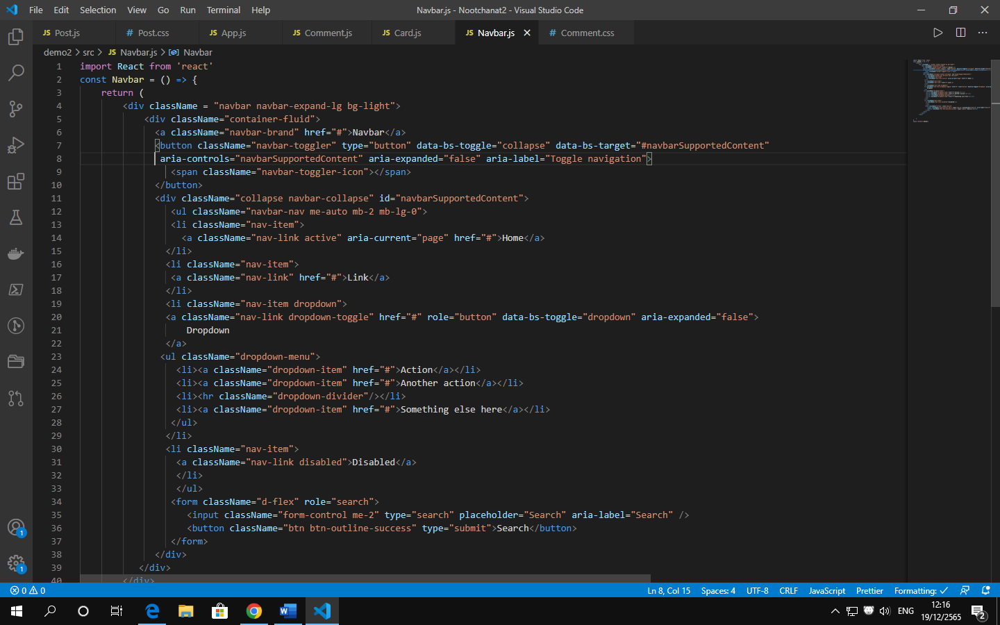 File Edit Selection View Go Run Terminal Help Navbar.js - Nootchanat2 - Visual Studio Code
JS Post.js # Post.css JS App.js JS Comment.js JS Card.js JS Navbar.js # Comment.css
demo2 > src > JS Navbar.js > Navbar
1 import React from 'react'
2 const Navbar = () => {
3 return (
4 <div className = "navbar navbar-expand-lg bg-light">
5 <div className="container-fluid">
6 <a className="navbar-brand" href="#">Navbar</a>
7 <button className="navbar-toggler" type="button" data-bs-toggle="collapse" data-bs-target="#navbarSupportedContent"
8 aria-controls="navbarSupportedContent" aria-expanded="false" aria-label="Toggle navigation">
9 <span className="navbar-toggler-icon"></span>
10 </button>
11 <div className="collapse navbar-collapse" id="navbarSupportedContent">
12 <ul className="navbar-nav me-auto mb-2 mb-lg-0">
13 <li className="nav-item">
14 <a className="nav-link active" aria-current="page" href="#">Home</a>
15 </li>
16 <li className="nav-item">
17 <a className="nav-link" href="#">Link</a>
18 </li>
19 <li className="nav-item dropdown">
20 <a className="nav-link dropdown-toggle" href="#" role="button" data-bs-toggle="dropdown" aria-expanded="false">
21 Dropdown
22 </a>
23 <ul className="dropdown-menu">
24 <li><a className="dropdown-item" href="#">Action</a></li>
25 <li><a className="dropdown-item" href="#">Another action</a></li>
26 <li><hr className="dropdown-divider"/></li>
27 <li><a className="dropdown-item" href="#">Something else here</a></li>
28 </ul>
29 </li>
30 <li className="nav-item">
31 <a className="nav-link disabled">Disabled</a>
32 </li>
33 </ul>
34 <form className="d-flex" role="search">
35 <input className="form-control me-2" type="search" placeholder="Search" aria-label="Search" />
36 <button className="btn btn-outline-success" type="submit">Search</button>
37 </form>
38 </div>
39 </div>
40 </div>
1
1
0 0 Ln 8, Col 15 Spaces: 4 UTF-8 CRLF JavaScript Prettier Formatting: ✓
ENG 12:16
19/12/2565 2